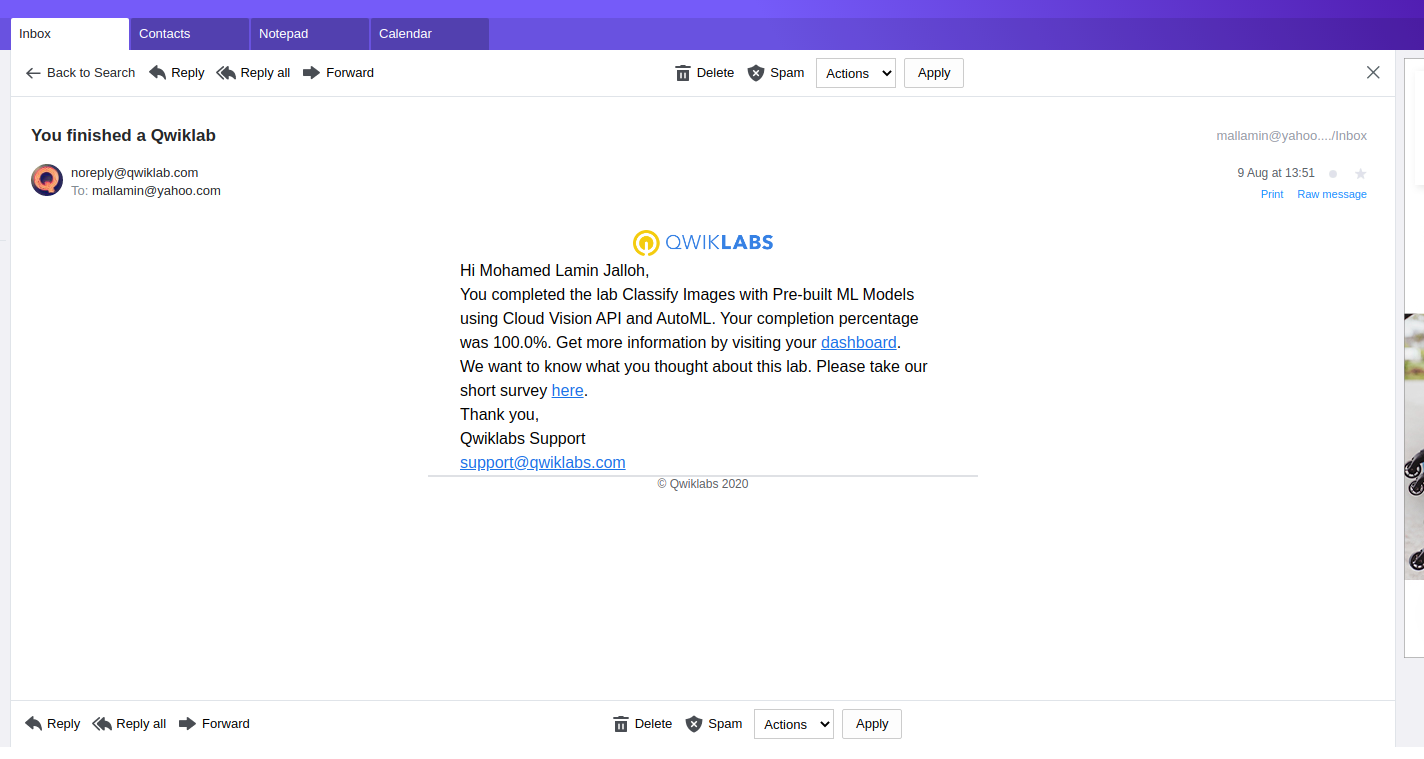 Inbox Contacts Notepad Calendar
Back to Search Reply Reply all Forward Delete Spam Actions Apply
You finished a Qwiklab mallamin@yahoo..../Inbox
noreply@qwiklab.com 9 Aug at 13:51
To: mallamin@yahoo.com Print Raw message
QWIKLABS
Hi Mohamed Lamin Jalloh,
You completed the lab Classify Images with Pre-built ML Models
using Cloud Vision API and AutoML. Your completion percentage
was 100.0%. Get more information by visiting your dashboard.
We want to know what you thought about this lab. Please take our
short survey here.
Thank you,
Qwiklabs Support
support@qwiklabs.com
© Qwiklabs 2020
Reply Reply all Forward Delete Spam Actions Apply